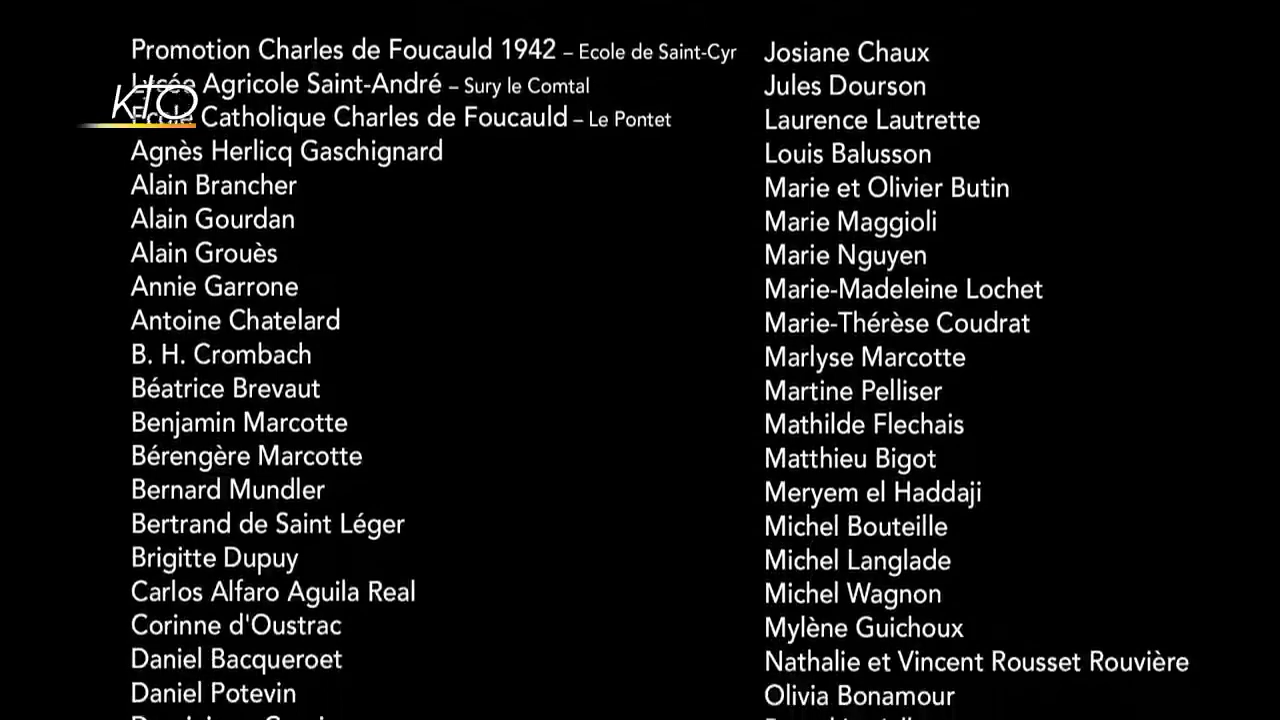 Promotion Charles de Foucauld 1942 – Ecole de Saint-Cyr
Lycée Agricole Saint-André – Sury le Comtal
KTO
Ecole Catholique Charles de Foucauld – Le Pontet
Agnès Herlicq Gaschignard
Alain Brancher
Alain Gourdan
Alain Grouès
Annie Garrone
Antoine Chatelard
B. H. Crombach
Béatrice Brevaut
Benjamin Marcotte
Bérengère Marcotte
Bernard Mundler
Bertrand de Saint Léger
Brigitte Dupuy
Carlos Alfaro Aguila Real
Corinne d'Oustrac
Daniel Bacqueroet
Daniel Potevin
Josiane Chaux
Jules Dourson
Laurence Lautrette
Louis Balusson
Marie et Olivier Butin
Marie Maggioli
Marie Nguyen
Marie-Madeleine Lochet
Marie-Thérèse Coudrat
Marlyse Marcotte
Martine Pelliser
Mathilde Flechais
Matthieu Bigot
Meryem el Haddaji
Michel Bouteille
Michel Langlade
Michel Wagnon
Mylène Guichoux
Nathalie et Vincent Rousset Rouvière
Olivia Bonamour